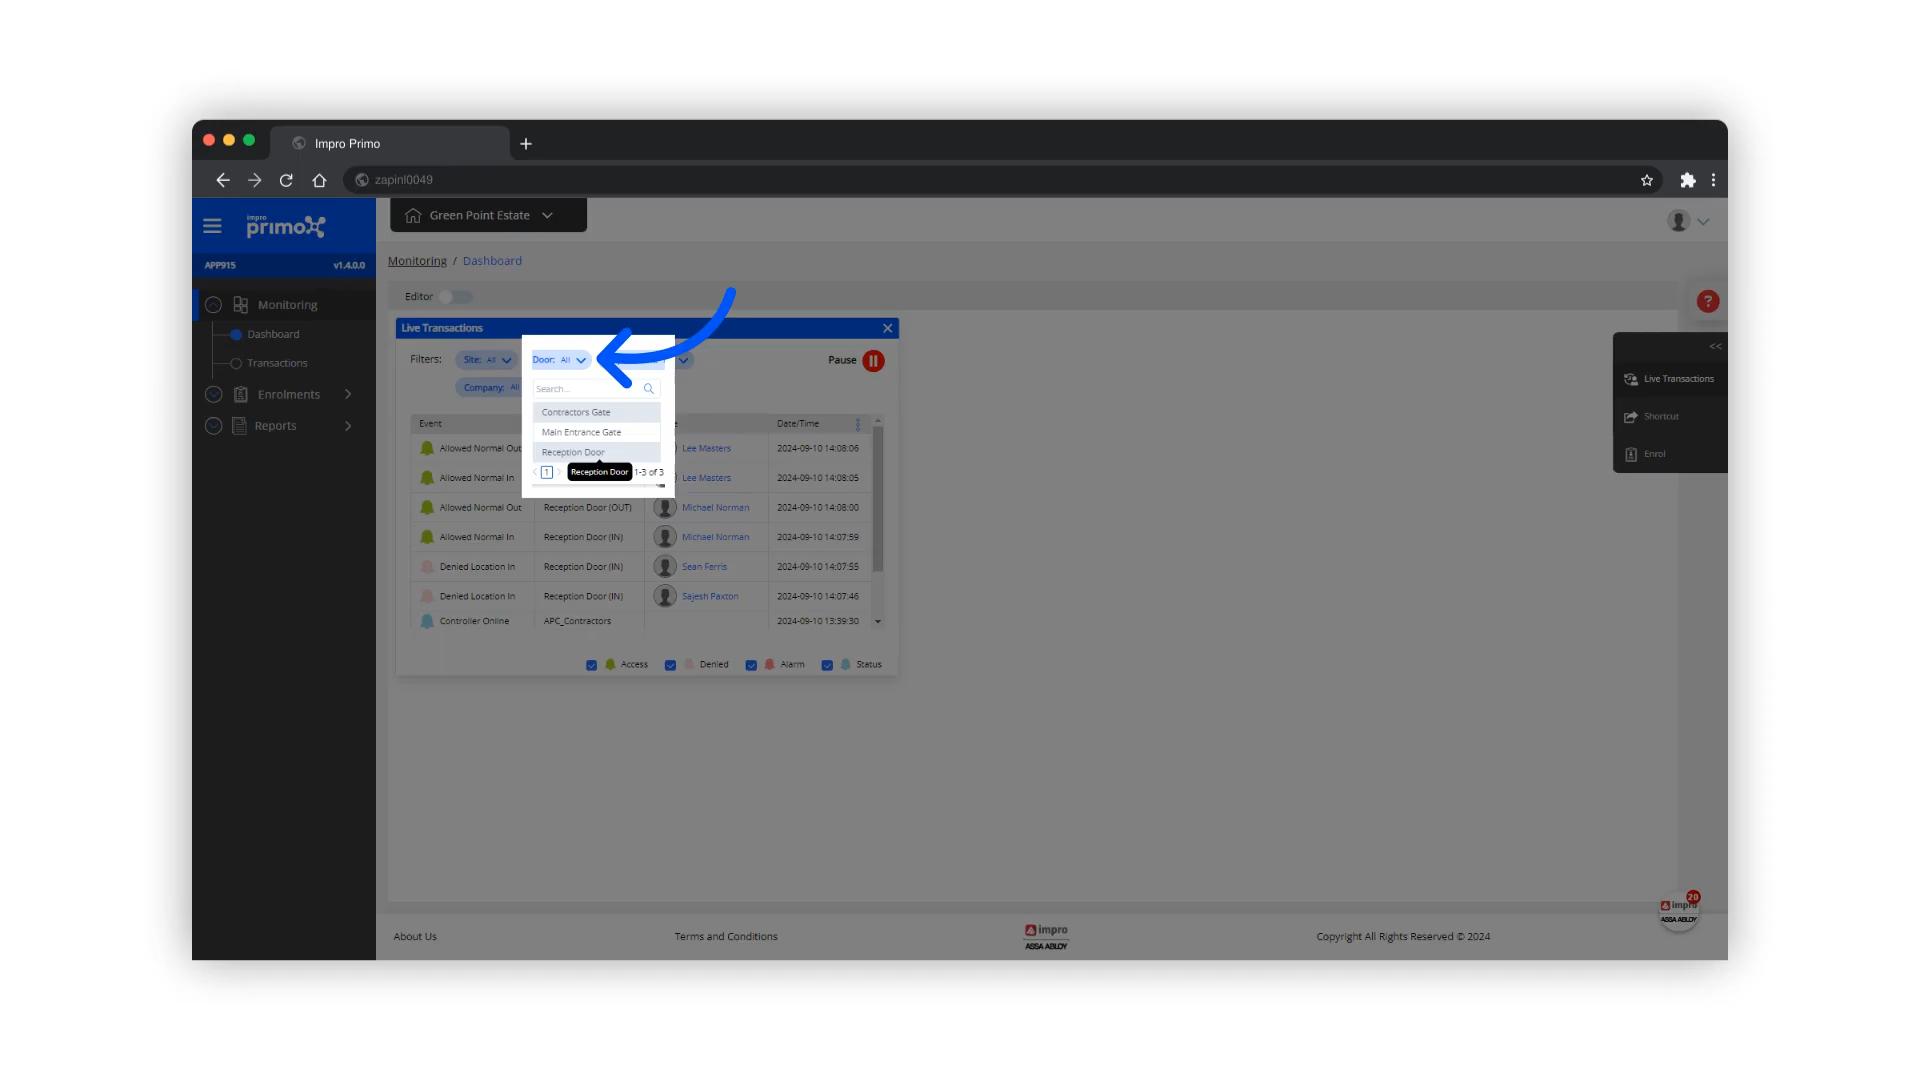 Impro Primo
zapinl0049
impro
primo
Green Point Estate
APP915 v1.4.0.0
Monitoring / Dashboard
Monitoring
Dashboard
Transactions
Enrolments
Reports
Editor
Live Transactions
Filters: Site: All Door: All
Pause
Company: All
Search...
Contractors Gate
Main Entrance Gate
Reception Door
1 Reception Door 1-3 of 3
Event Date/Time
Allowed Normal Out Lee Masters 2024-09-10 14:08:06
Allowed Normal In Lee Masters 2024-09-10 14:08:05
Allowed Normal Out Reception Door (OUT) Michael Norman 2024-09-10 14:08:00
Allowed Normal In Reception Door (IN) Michael Norman 2024-09-10 14:07:59
Denied Location In Reception Door (IN) Sean Ferris 2024-09-10 14:07:55
Denied Location In Reception Door (IN) Sajesh Paxton 2024-09-10 14:07:46
Controller Online APC_Contractors 2024-09-10 13:39:30
Access Denied Alarm Status
?
<<
Live Transactions
Shortcut
Enrol
20
impro
ASSA ABLOY
About Us
Terms and Conditions
impro
ASSA ABLOY
Copyright All Rights Reserved © 2024